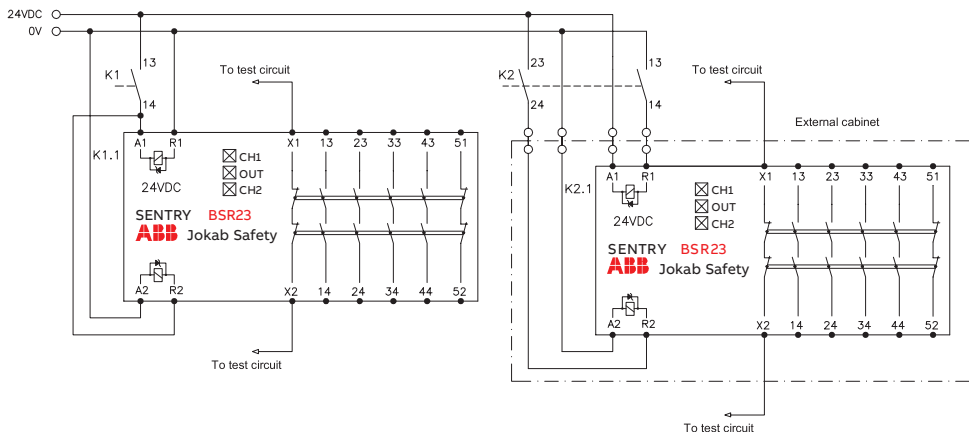 24VDC
0V
K1
13
14
To test circuit
K2
23
24
13
14
To test circuit
External cabinet
K1.1
A1 R1 X1 13 23 33 43 51
24VDC
CH1
OUT
CH2
SENTRY BSR23
ABB Jokab Safety
A2 R2 X2 14 24 34 44 52
To test circuit
K2.1
A1 R1 X1 13 23 33 43 51
24VDC
CH1
OUT
CH2
SENTRY BSR23
ABB Jokab Safety
A2 R2 X2 14 24 34 44 52
To test circuit